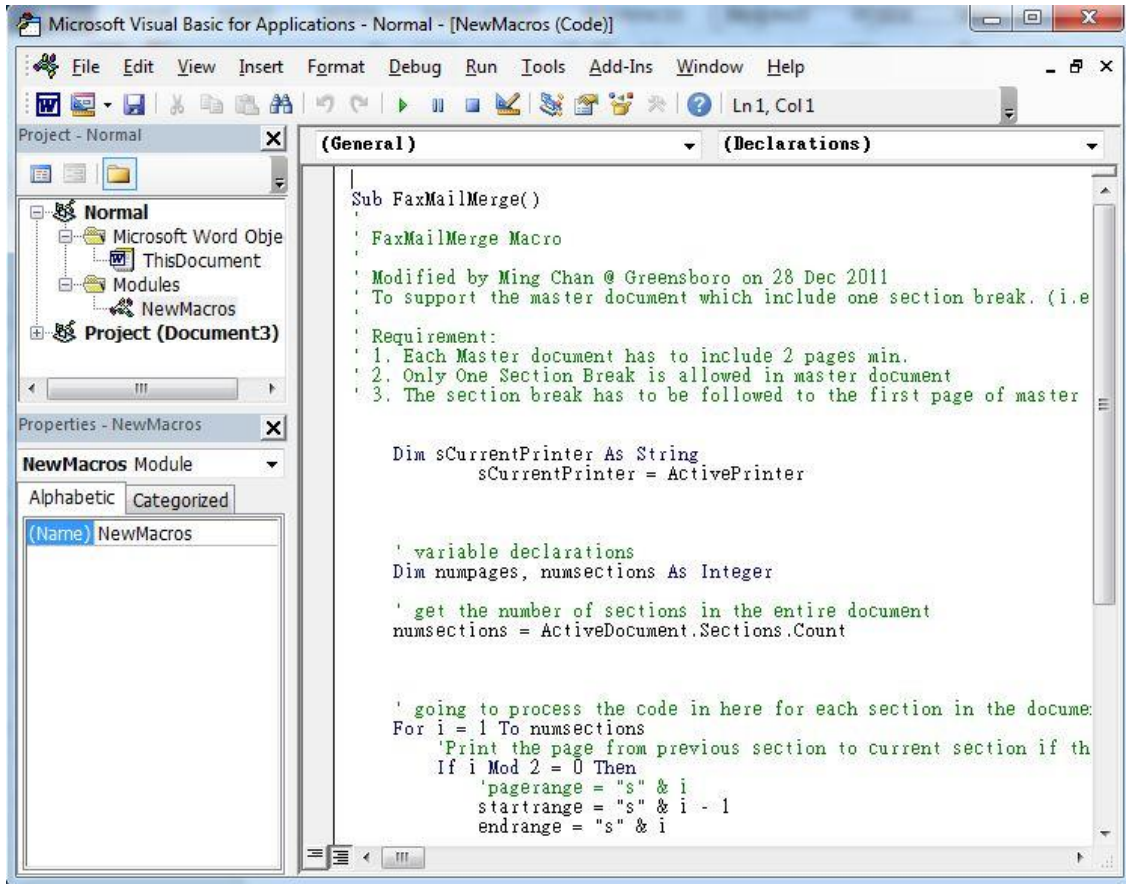 Microsoft Visual Basic for Applications - Normal - [NewMacros (Code)]
File Edit View Insert Format Debug Run Tools Add-Ins Window Help
Ln 1, Col 1
Project - Normal
Normal
Microsoft Word Obje
ThisDocument
Modules
NewMacros
Project (Document3)
Properties - NewMacros
NewMacros Module
Alphabetic Categorized
(Name) NewMacros
(General) (Declarations)
Sub FaxMailMerge()
'
' FaxMailMerge Macro
'
' Modified by Ming Chan @ Greensboro on 28 Dec 2011
' To support the master document which include one section break. (i.e
'
' Requirement:
' 1. Each Master document has to include 2 pages min.
' 2. Only One Section Break is allowed in master document
' 3. The section break has to be followed to the first page of master
Dim sCurrentPrinter As String
sCurrentPrinter = ActivePrinter
' variable declarations
Dim numpages, numsections As Integer
' get the number of sections in the entire document
numsections = ActiveDocument.Sections.Count
' going to process the code in here for each section in the docume
For i = 1 To numsections
'Print the page from previous section to current section if th
If i Mod 2 = 0 Then
'pagerange = "s" & i
startrange = "s" & i - 1
endrange = "s" & i